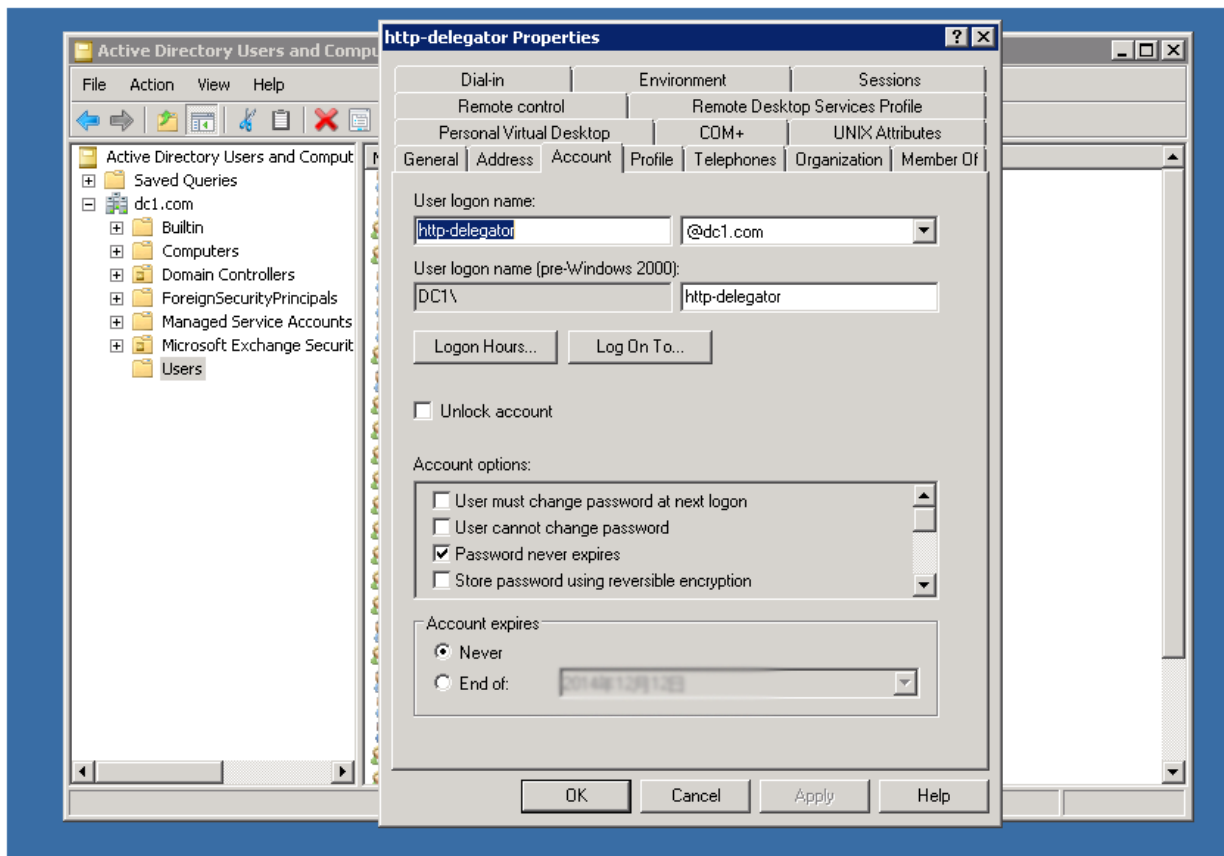 Active Directory Users and Compu
http-delegator Properties
File Action View Help
Active Directory Users and Comput
Saved Queries
dc1.com
Builtin
Computers
Domain Controllers
ForeignSecurityPrincipals
Managed Service Accounts
Microsoft Exchange Securit
Users
Dial-in Environment Sessions
Remote control Remote Desktop Services Profile
Personal Virtual Desktop COM+ UNIX Attributes
General Address Account Profile Telephones Organization Member Of
User logon name:
http-delegator @dc1.com
User logon name (pre-Windows 2000):
DC1\ http-delegator
Logon Hours... Log On To...
Unlock account
Account options:
User must change password at next logon
User cannot change password
Password never expires
Store password using reversible encryption
Account expires
Never
End of:
OK Cancel Apply Help